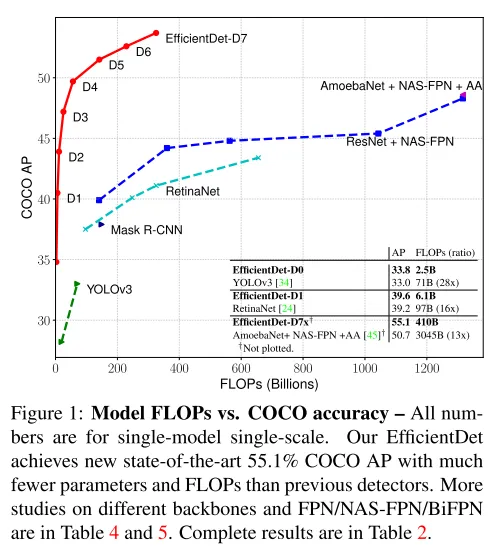 EfficientDet-D7
D6
D5
D4
AmoebaNet + NAS-FPN + AA
D3
ResNet + NAS-FPN
D2
RetinaNet
D1
Mask R-CNN
YOLOv3
COCO AP
50
45
40
35
30
AP FLOPs (ratio)
EfficientDet-D0 33.8 2.5B
YOLOv3 [34] 33.0 71B (28x)
EfficientDet-D1 39.6 6.1B
RetinaNet [24] 39.2 97B (16x)
EfficientDet-D7x† 55.1 410B
AmoebaNet+ NAS-FPN +AA [45]† 50.7 3045B (13x)
†Not plotted.
0 200 400 600 800 1000 1200
FLOPs (Billions)
Figure 1: Model FLOPs vs. COCO accuracy – All num-
bers are for single-model single-scale. Our EfficientDet
achieves new state-of-the-art 55.1% COCO AP with much
fewer parameters and FLOPs than previous detectors. More
studies on different backbones and FPN/NAS-FPN/BiFPN
are in Table 4 and 5. Complete results are in Table 2.